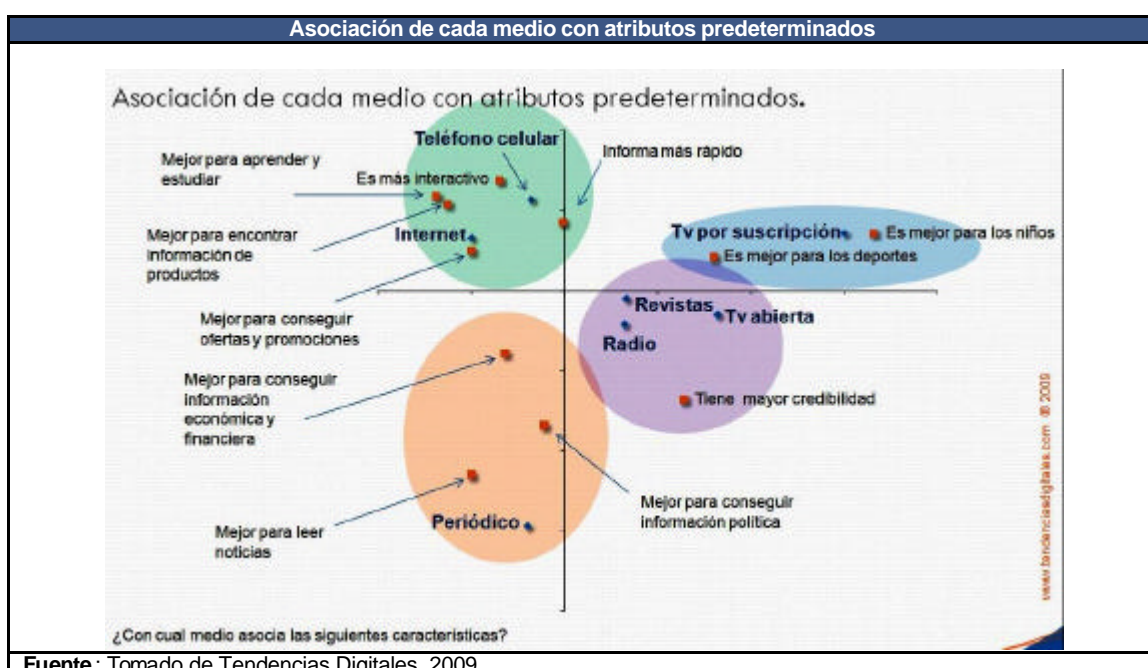 Asociación de cada medio con atributos predeterminados
Asociación de cada medio con atributos predeterminados.
Teléfono celular
Informa más rápido
Mejor para aprender y
estudiar
Es más interactivo
Mejor para encontrar
información de
productos
Internet
Tv por suscripción
Es mejor para los niños
Es mejor para los deportes
Mejor para conseguir
ofertas y promociones
Revistas
Tv abierta
Radio
Mejor para conseguir
información
económica y
financiera
Tiene mayor credibilidad
Mejor para conseguir
información política
Periódico
Mejor para leer
noticias
www.tendenciasdigitales.com ® 2009
¿Con cual medio asocia las siguientes características?
Fuente: Tomado de Tendencias Digitales, 2009